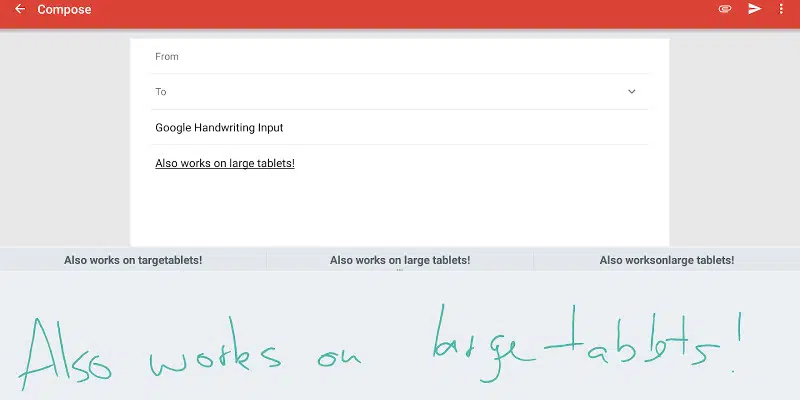 Compose
From
To
Google Handwriting Input
Also works on large tablets!
Also works on targetablets! Also works on large tablets! Also worksonlarge tablets!
Also works on large tablets!